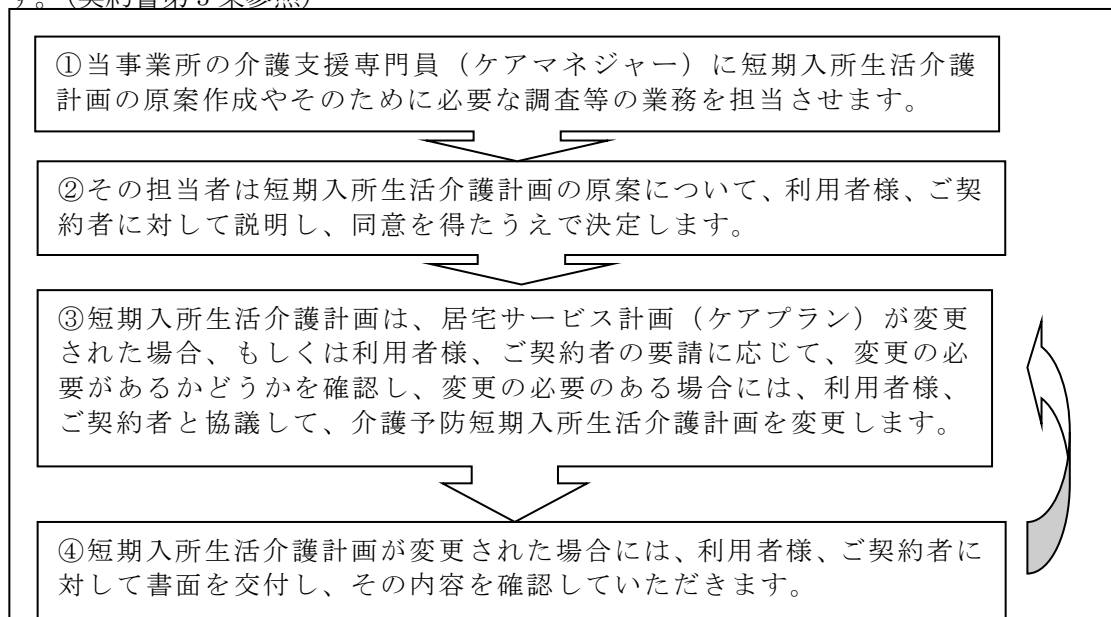 す。（契約書第3条参照）
①当事業所の介護支援専門員（ケアマネジャー）に短期入所生活介護
計画の原案作成やそのために必要な調査等の業務を担当させます。
②その担当者は短期入所生活介護計画の原案について、利用者様、ご契
約者に対して説明し、同意を得たうえで決定します。
③短期入所生活介護計画は、居宅サービス計画（ケアプラン）が変更
された場合、もしくは利用者様、ご契約者の要請に応じて、変更の必
要があるかどうかを確認し、変更の必要のある場合には、利用者様、
ご契約者と協議して、介護予防短期入所生活介護計画を変更します。
④短期入所生活介護計画が変更された場合には、利用者様、ご契約者に
対して書面を交付し、その内容を確認していただきます。